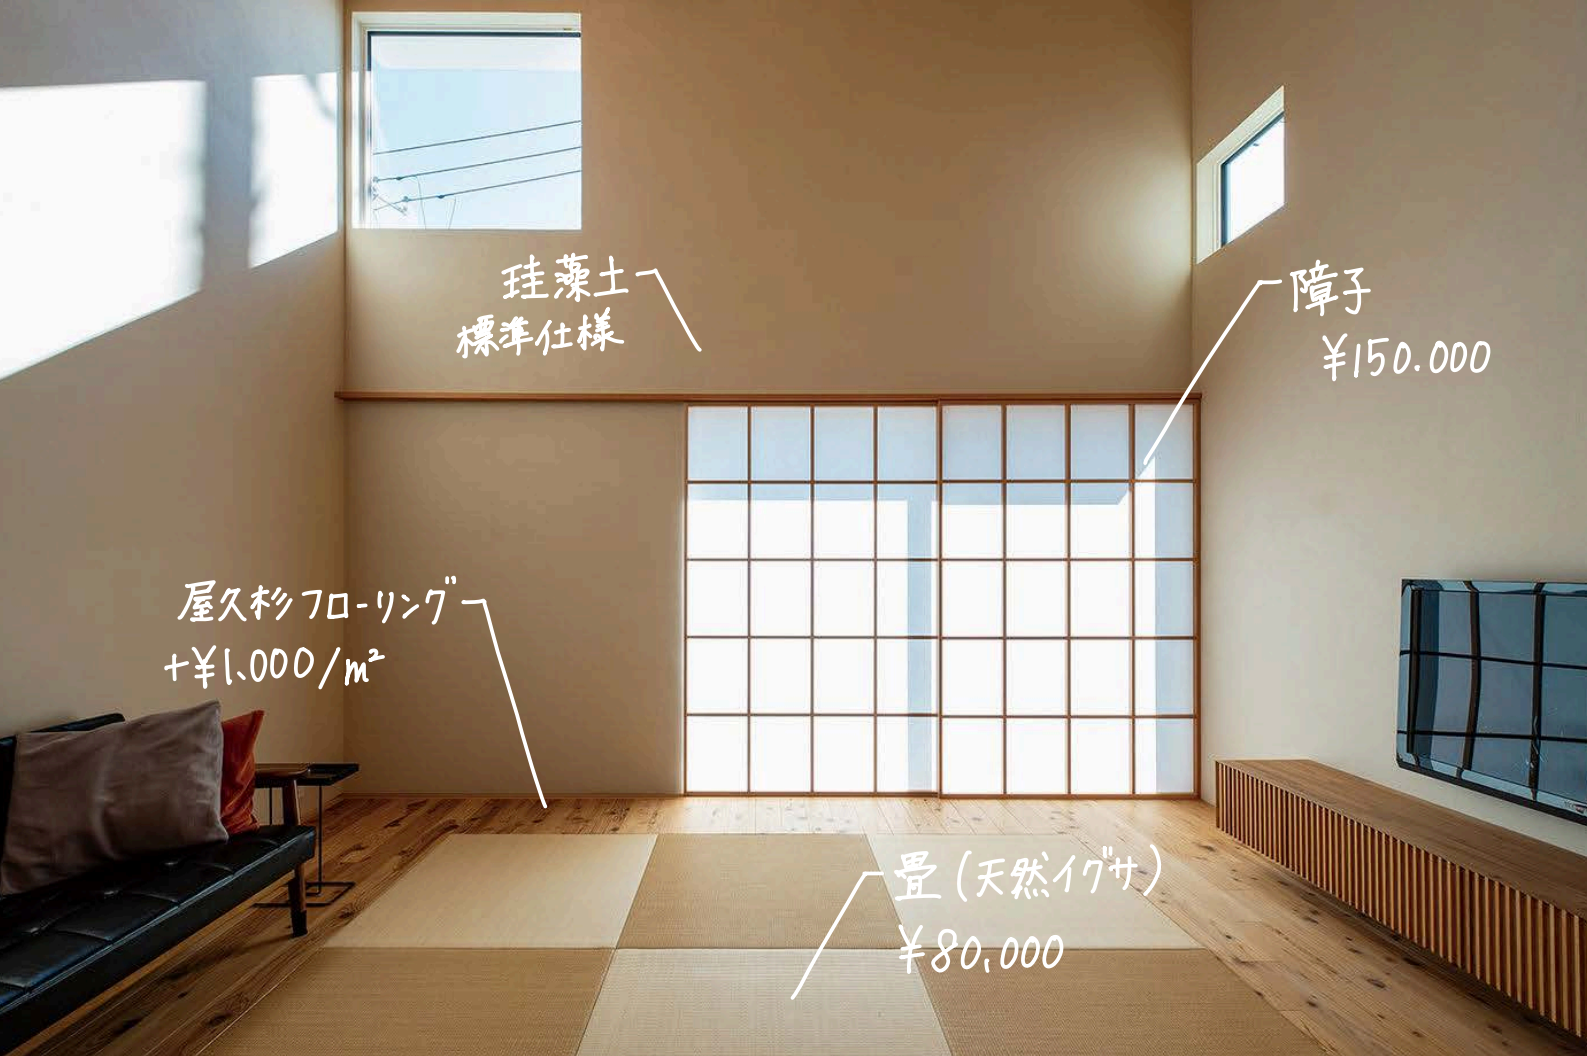 珪藻土
標準仕様
障子
¥150.000
屋久杉フローリング
+¥1.000/m²
畳(天然イグサ)
¥80,000